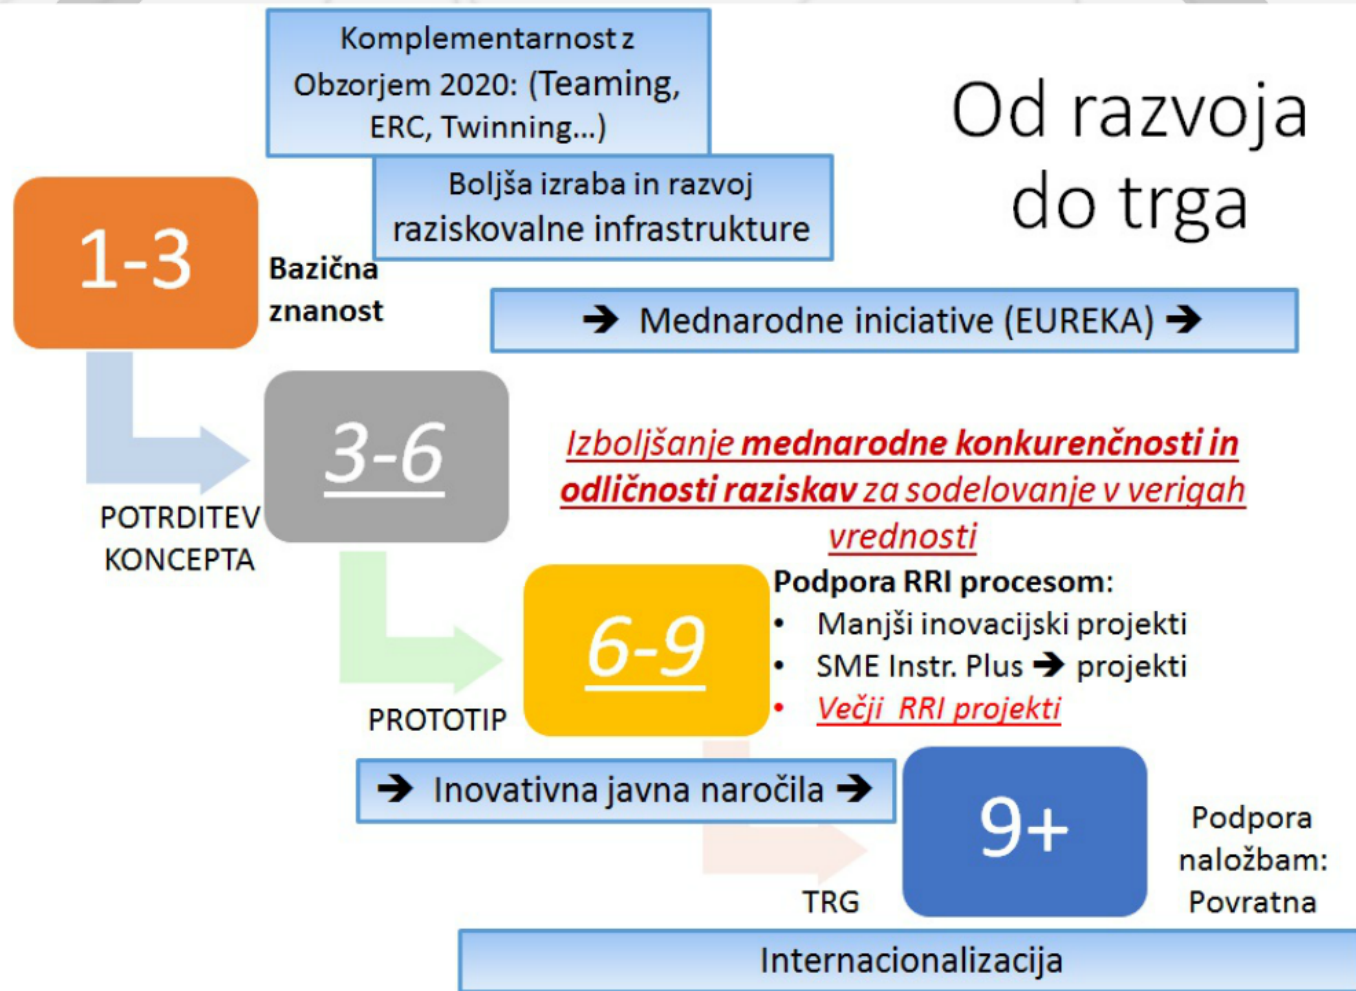 Komplementarnost z
Obzorjem 2020: (Teaming,
ERC, Twinning...)
Od razvoja
do trga
Boljša izraba in razvoj
raziskovalne infrastrukture
1-3
Bazična
znanost
➔ Mednarodne iniciative (EUREKA) ➔
3-6
Izboljšanje mednarodne konkurenčnosti in
odličnosti raziskav za sodelovanje v verigah
vrednosti
POTRDITEV
KONCEPTA
6-9
Podpora RRI procesom:
• Manjši inovacijski projekti
• SME Instr. Plus ➔ projekti
• Večji RRI projekti
PROTOTIP
➔ Inovativna javna naročila ➔
9+
Podpora
naložbam:
Povratna
TRG
Internacionalizacija